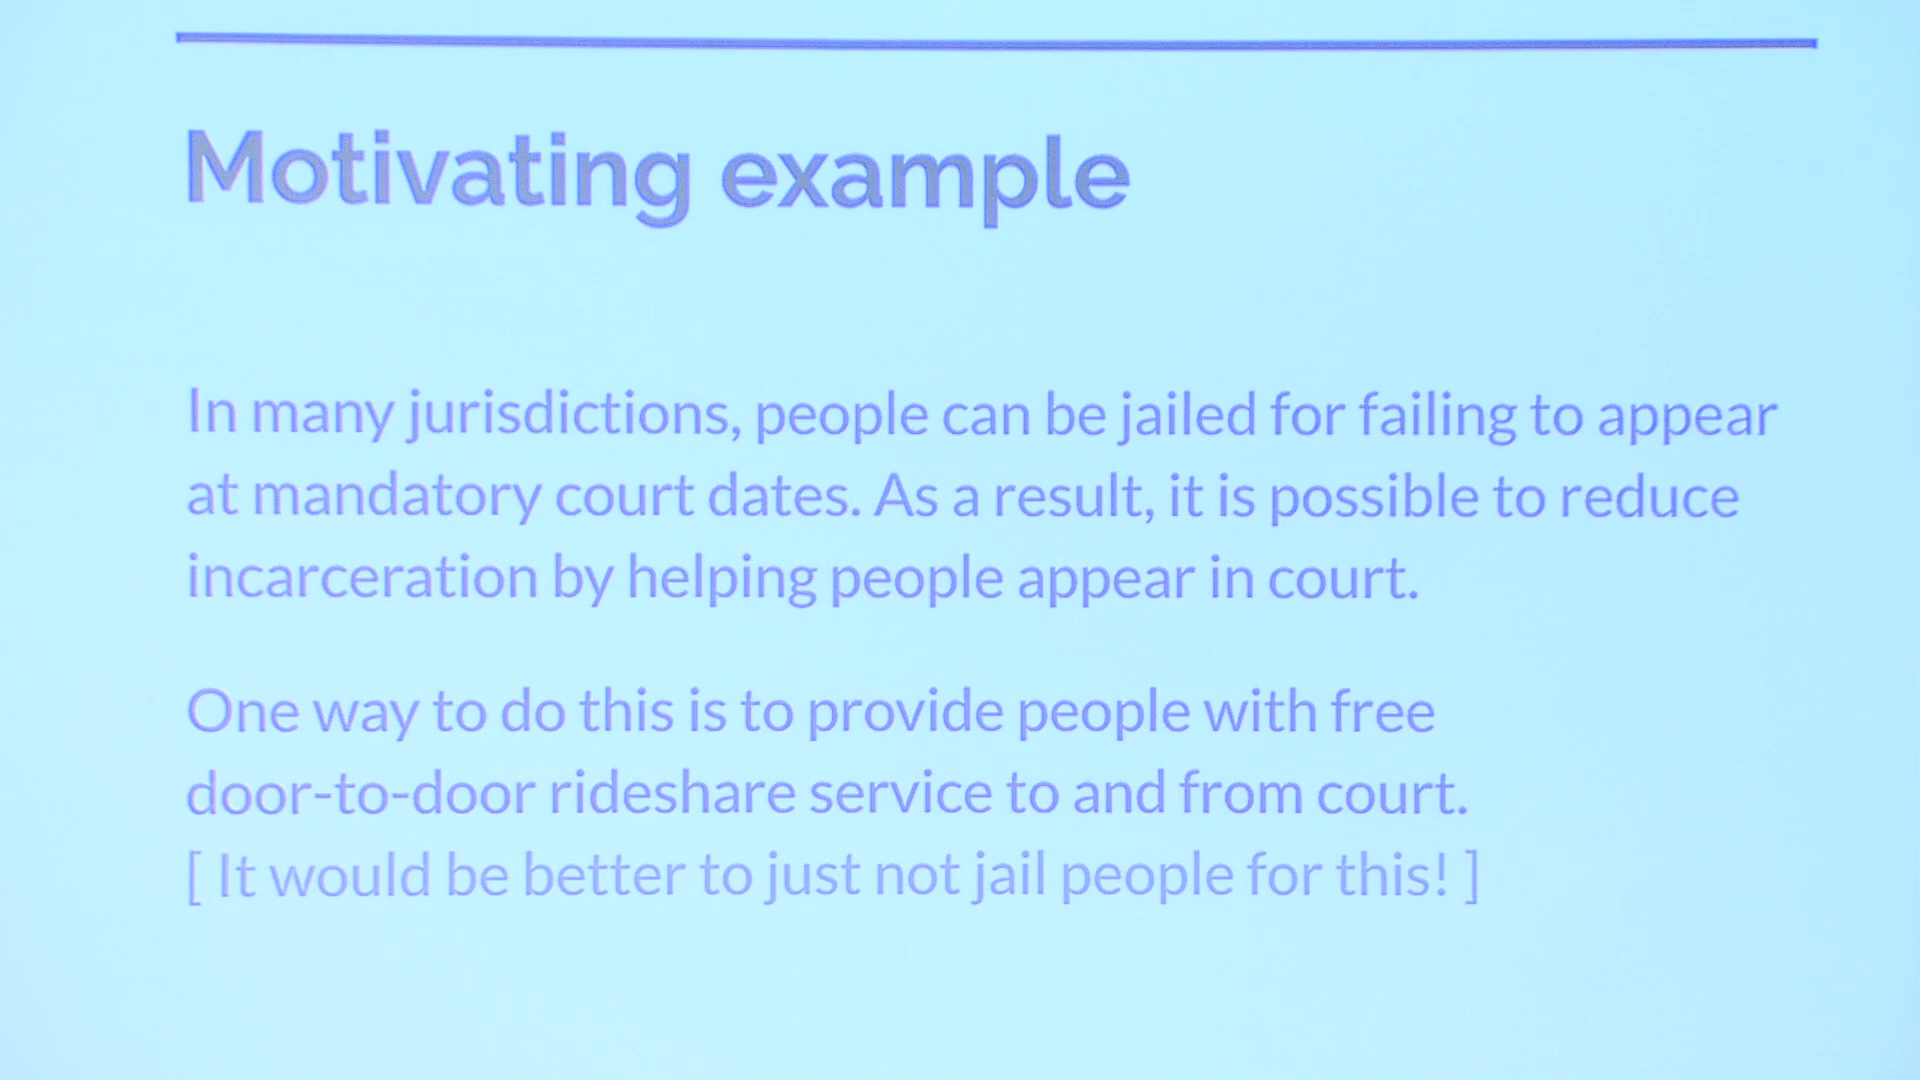 Motivating example
In many jurisdictions, people can be jailed for failing to appear
at mandatory court dates. As a result, it is possible to reduce
incarceration by helping people appear in court.
One way to do this is to provide people with free
door-to-door rideshare service to and from court.
[ It would be better to just not jail people for this! ]